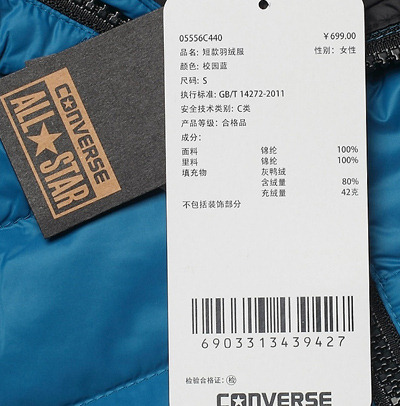 CONVERSE
ALL★STAR
05556C440 ￥699.00
品名: 短款羽绒服 性别: 女性
颜色: 校园蓝
尺码: S
执行标准: GB/T 14272-2011
安全技术类别: C类
产品等级: 合格品
成分:
面料 锦纶 100%
里料 锦纶 100%
填充物 灰鸭绒
含绒量 80%
充绒量 42克
不包括装饰部分
6903313439427
检验合格证: 检
CONVERSE